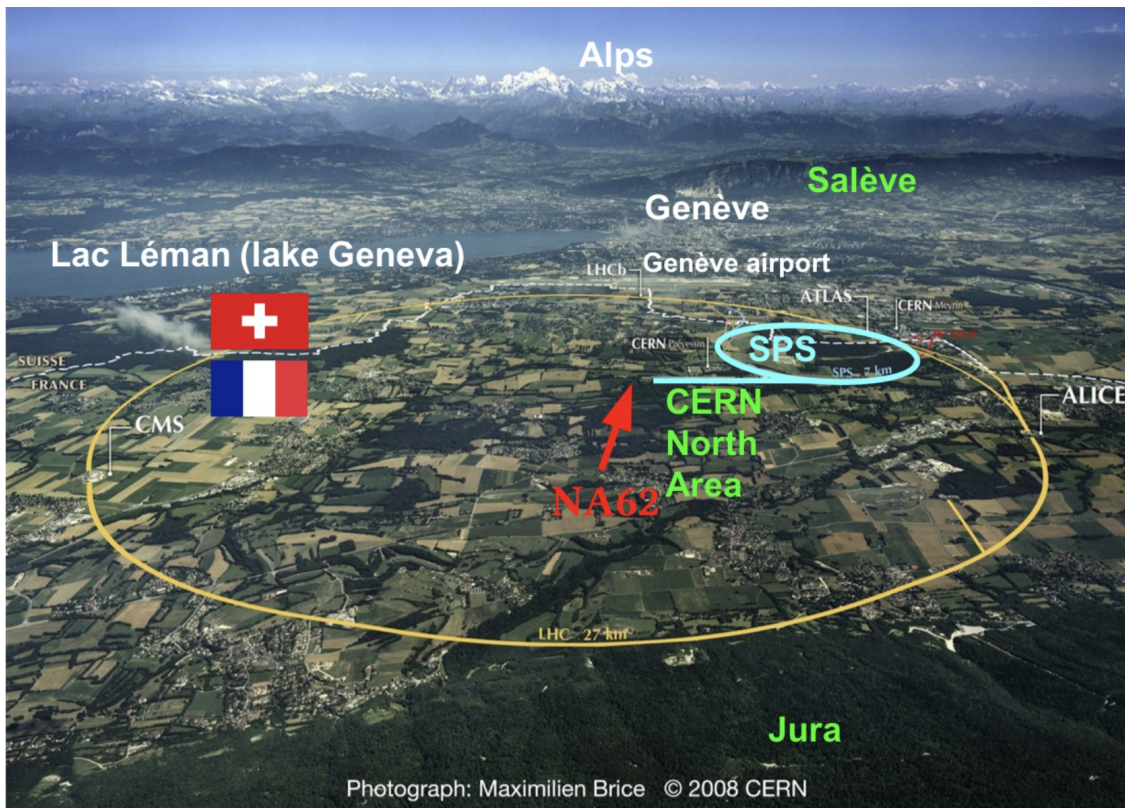 Alps
Salève
Genève
Lac Léman (lake Geneva)
Genève airport
LHCb
ATLAS
CERN Meyrin
CERN Prévessin
SPS
SPS 7 km
SUISSE
FRANCE
CMS
ALICE
CERN
North
Area
NA62
LHC 27 km
Jura
Photograph: Maximilien Brice © 2008 CERN